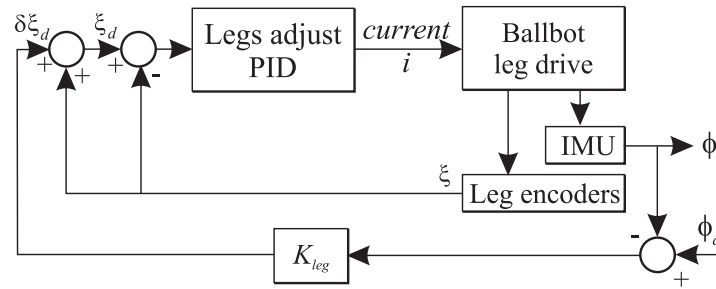 δξd
ξd
+
+
+
-
Legs adjust
PID
current
i
Ballbot
leg drive
IMU
ϕ
ξ
Leg encoders
Kleg
-
ϕd
+